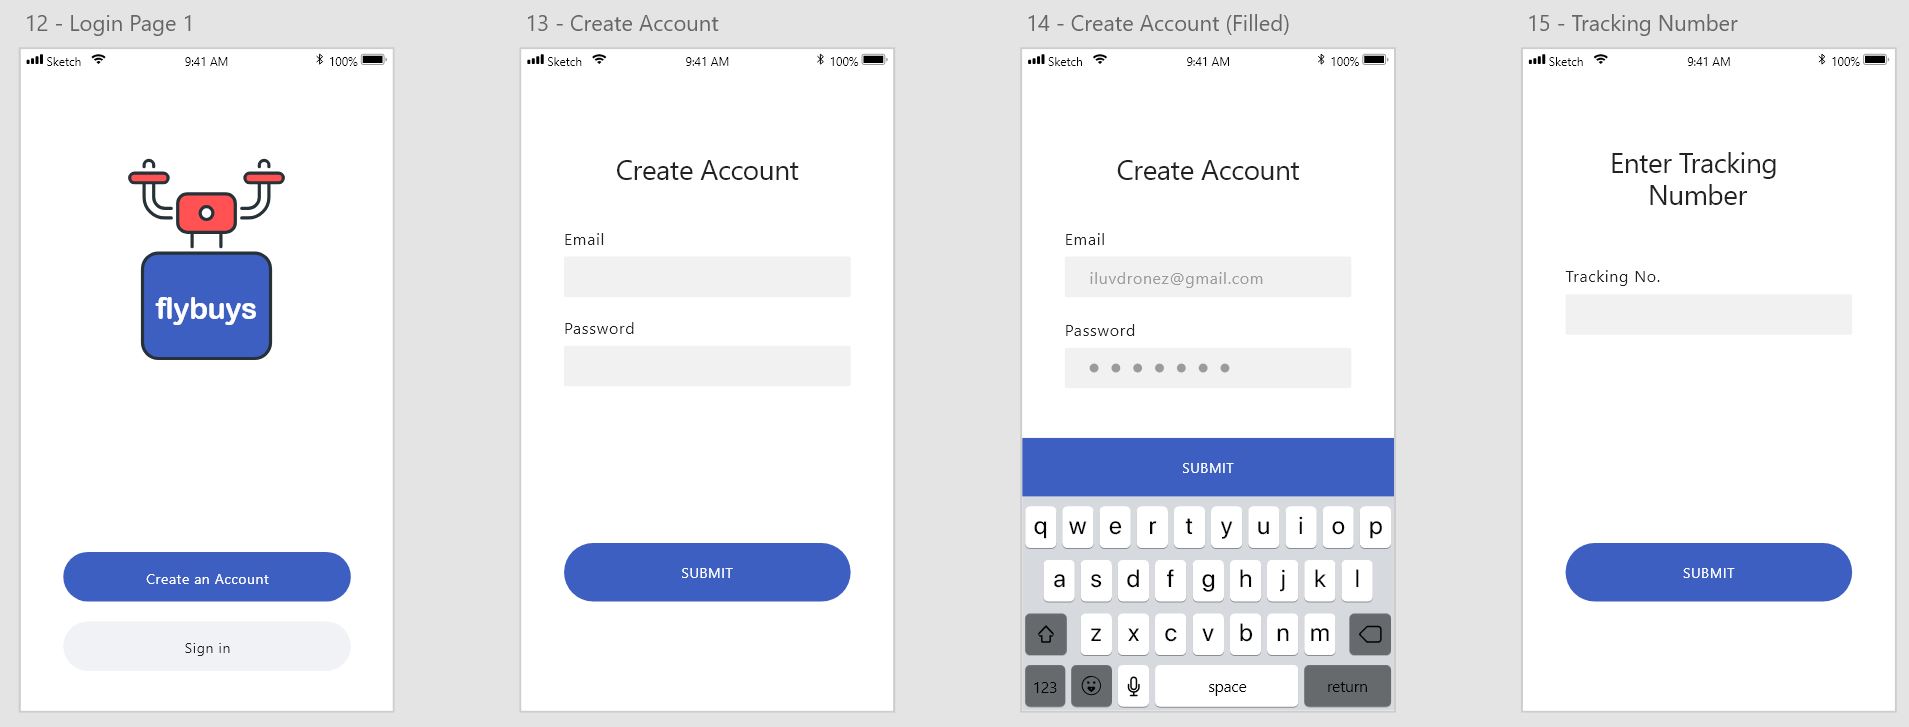 12 - Login Page 1
Sketch 9:41 AM 100%
flybuys
Create an Account
Sign in
13 - Create Account
Sketch 9:41 AM 100%
Create Account
Email
Password
SUBMIT
14 - Create Account (Filled)
Sketch 9:41 AM 100%
Create Account
Email
iluvdronez@gmail.com
Password
SUBMIT
q w e r t y u i o p
a s d f g h j k l
z x c v b n m
123 space return
15 - Tracking Number
Sketch 9:41 AM 100%
Enter Tracking
Number
Tracking No.
SUBMIT